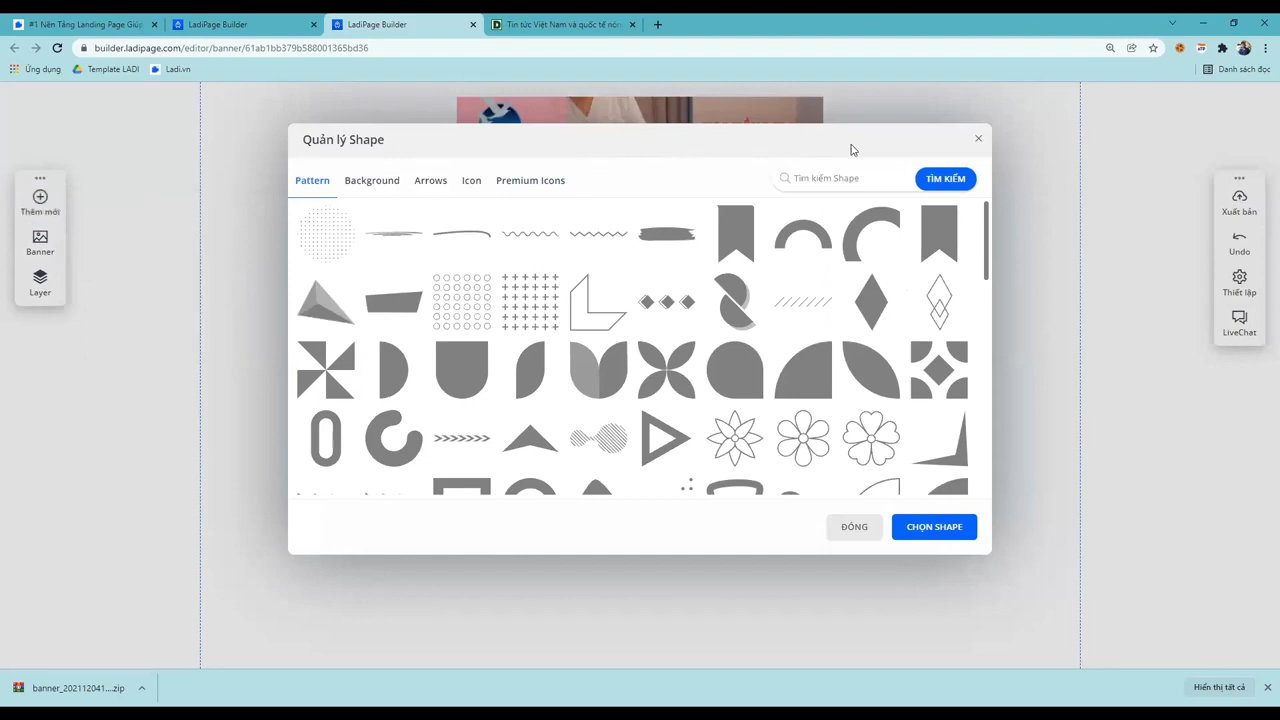 #1 Nền Tảng Landing Page Giúp
LadiPage Builder
LadiPage Builder
Tin tức Việt Nam và quốc tế nón
builder.ladipage.com/editor/banner/61ab1bb379b588001365bd36
Ứng dụng
Template LADI
Ladi.vn
Danh sách đọc
Quản lý Shape
Pattern
Background
Arrows
Icon
Premium Icons
Tìm kiếm Shape
TÌM KIẾM
Thêm mới
Banner
Layer
Xuất bản
Undo
Thiết lập
LiveChat
ĐÓNG
CHỌN SHAPE
banner_202112041....zip
Hiển thị tất cả